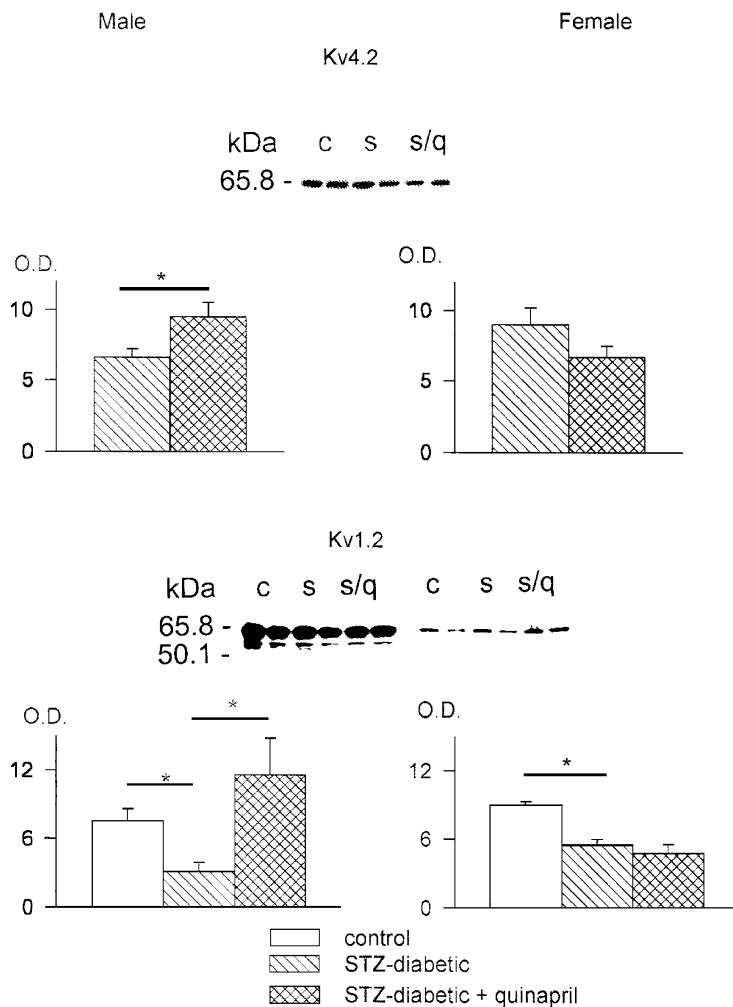 Male Female
Kv4.2
kDa c s s/q
65.8 -
O.D. O.D.
*
10 10
5 5
0 0
Kv1.2
kDa c s s/q c s s/q
65.8 -
50.1 -
O.D. O.D.
* * *
12 12
6 6
0 0
control
STZ-diabetic
STZ-diabetic + quinapril